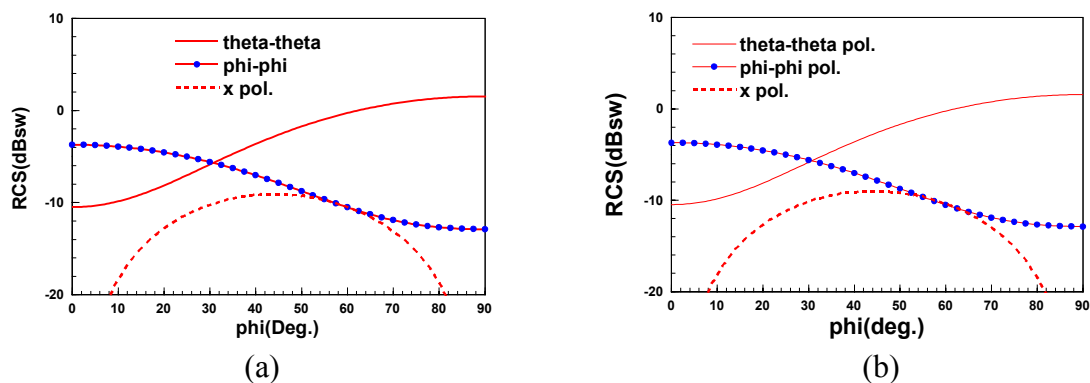 10
0
-10
-20
RCS(dBsw)
theta-theta
phi-phi
x pol.
0 10 20 30 40 50 60 70 80 90
phi(Deg.)
(a)
10
0
-10
-20
RCS(dBsw)
theta-theta pol.
phi-phi pol.
x pol.
0 10 20 30 40 50 60 70 80 90
phi(deg.)
(b)